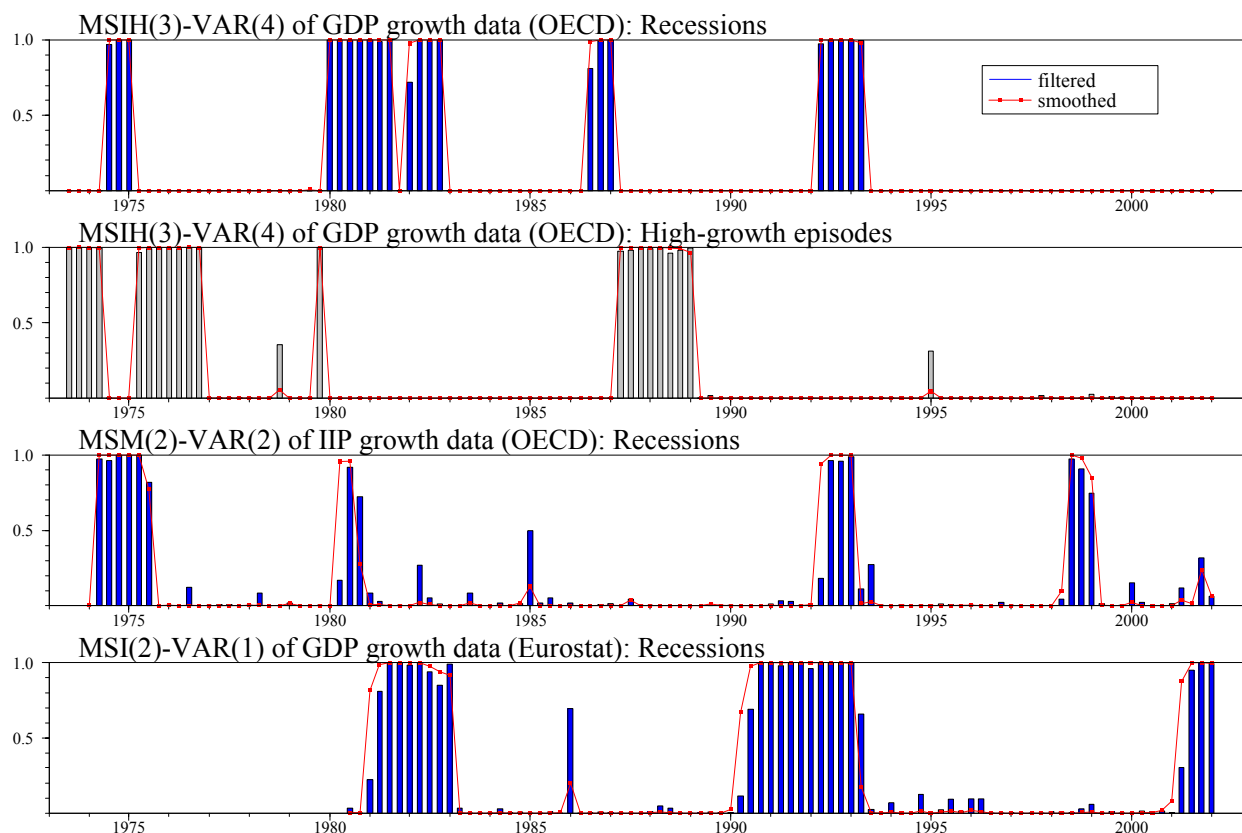 MSIH(3)-VAR(4) of GDP growth data (OECD): Recessions
1.0
filtered
smoothed
0.5
1975 1980 1985 1990 1995 2000
MSIH(3)-VAR(4) of GDP growth data (OECD): High-growth episodes
1.0
0.5
1975 1980 1985 1990 1995 2000
MSM(2)-VAR(2) of IIP growth data (OECD): Recessions
1.0
0.5
1975 1980 1985 1990 1995 2000
MSI(2)-VAR(1) of GDP growth data (Eurostat): Recessions
1.0
0.5
1975 1980 1985 1990 1995 2000